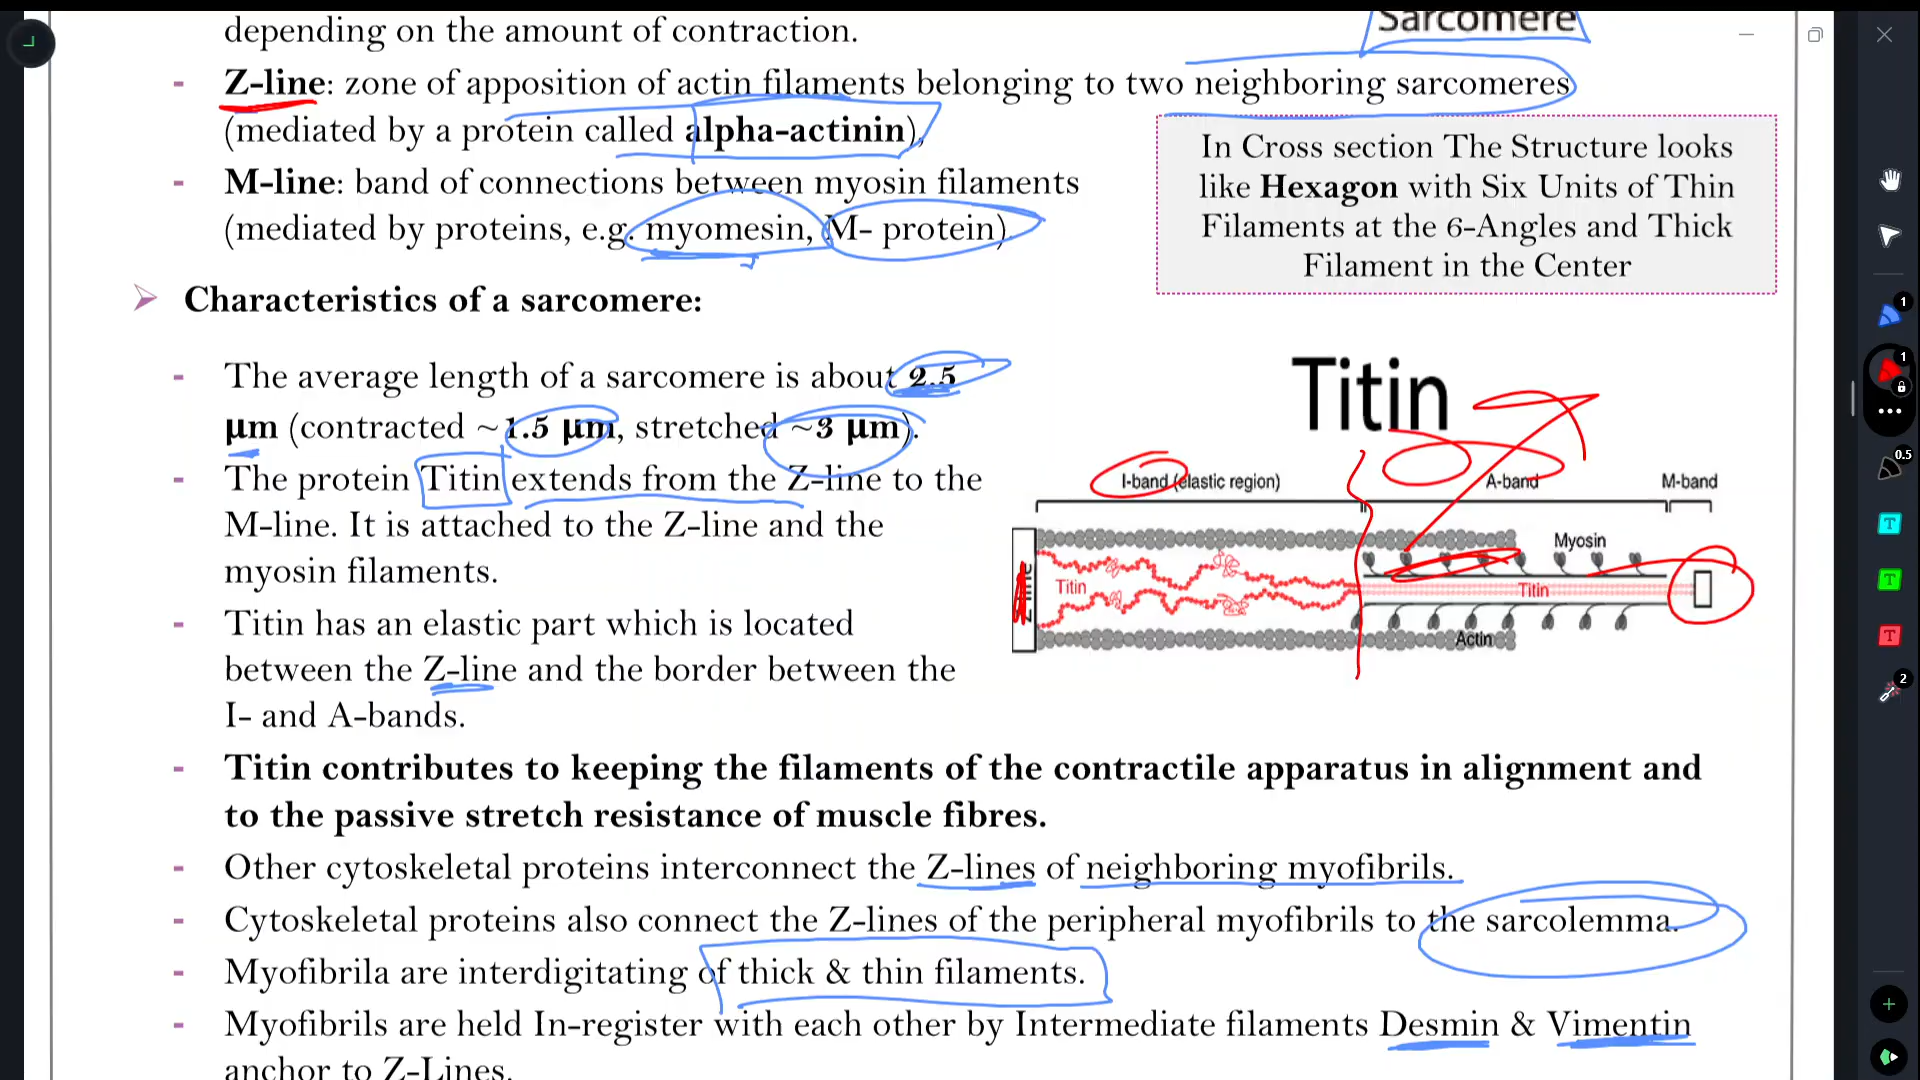 depending on the amount of contraction.
Sarcomere
- Z-line: zone of apposition of actin filaments belonging to two neighboring sarcomeres
(mediated by a protein called alpha-actinin),
- M-line: band of connections between myosin filaments
(mediated by proteins, e.g. myomesin, M- protein).
In Cross section The Structure looks
like Hexagon with Six Units of Thin
Filaments at the 6-Angles and Thick
Filament in the Center
Characteristics of a sarcomere:
- The average length of a sarcomere is about 2.5
µm (contracted ~1.5 µm, stretched ~3 µm).
- The protein Titin extends from the Z-line to the
M-line. It is attached to the Z-line and the
myosin filaments.
- Titin has an elastic part which is located
between the Z-line and the border between the
I- and A-bands.
Titin
I-band (elastic region)
A-band
M-band
Myosin
Z-line
Titin
Titin
Actin
- Titin contributes to keeping the filaments of the contractile apparatus in alignment and
to the passive stretch resistance of muscle fibres.
- Other cytoskeletal proteins interconnect the Z-lines of neighboring myofibrils.
- Cytoskeletal proteins also connect the Z-lines of the peripheral myofibrils to the sarcolemma.
- Myofibrila are interdigitating of thick & thin filaments.
- Myofibrils are held In-register with each other by Intermediate filaments Desmin & Vimentin
anchor to Z-Lines.
1
1
0.5
T
T
T
2